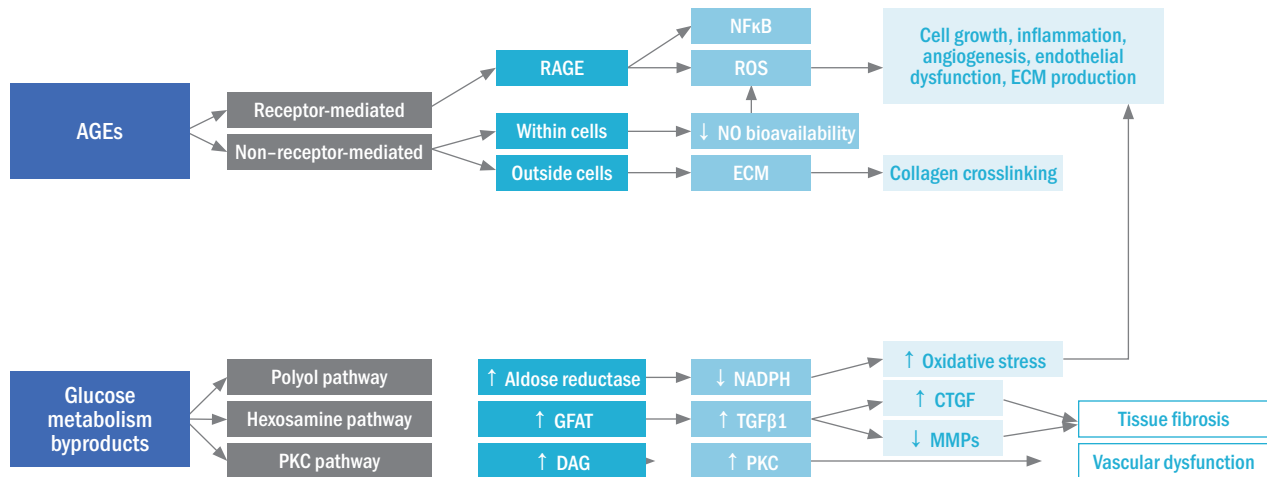 AGEs
Receptor-mediated
Non–receptor-mediated
RAGE
Within cells
Outside cells
NFκB
ROS
↓ NO bioavailability
ECM
Cell growth, inflammation,
angiogenesis, endothelial
dysfunction, ECM production
Collagen crosslinking
Glucose
metabolism
byproducts
Polyol pathway
Hexosamine pathway
PKC pathway
↑ Aldose reductase
↑ GFAT
↑ DAG
↓ NADPH
↑ TGFβ1
↑ PKC
↑ Oxidative stress
↑ CTGF
↓ MMPs
Tissue fibrosis
Vascular dysfunction